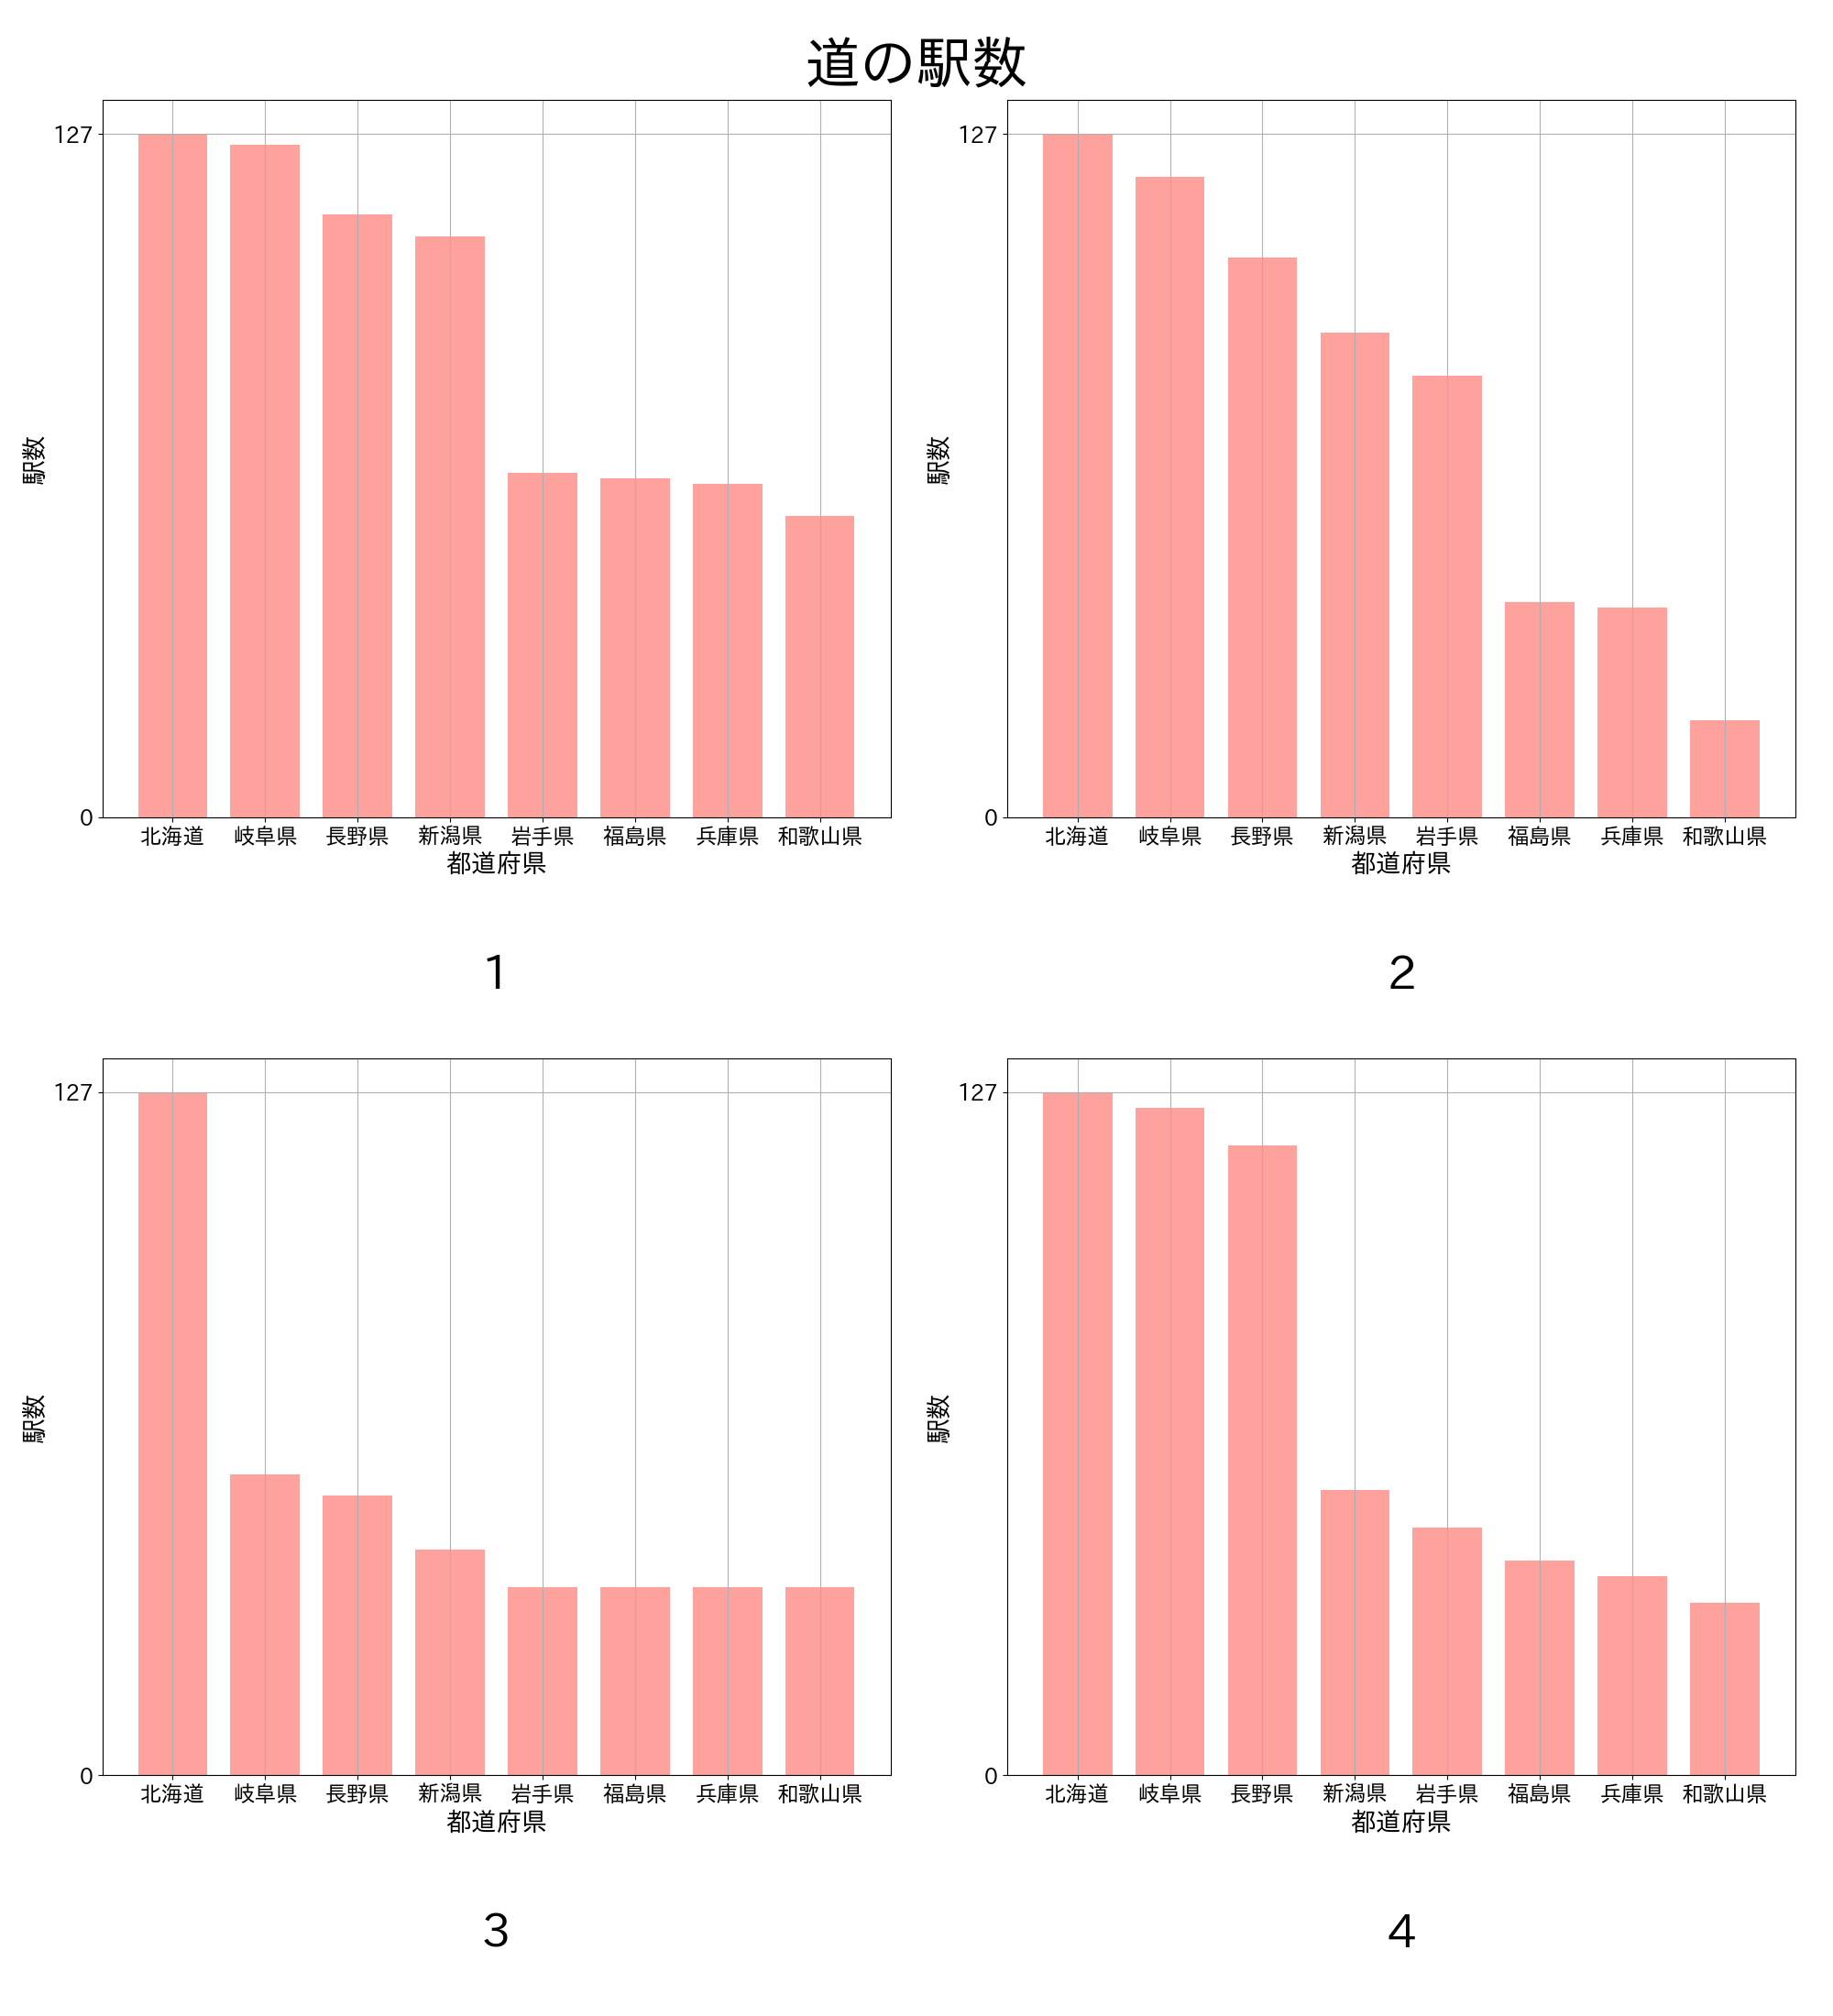 道の駅数
127
0
駅数
北海道 岐阜県 長野県 新潟県 岩手県 福島県 兵庫県 和歌山県
都道府県
1
127
0
駅数
北海道 岐阜県 長野県 新潟県 岩手県 福島県 兵庫県 和歌山県
都道府県
2
127
0
駅数
北海道 岐阜県 長野県 新潟県 岩手県 福島県 兵庫県 和歌山県
都道府県
3
127
0
駅数
北海道 岐阜県 長野県 新潟県 岩手県 福島県 兵庫県 和歌山県
都道府県
4